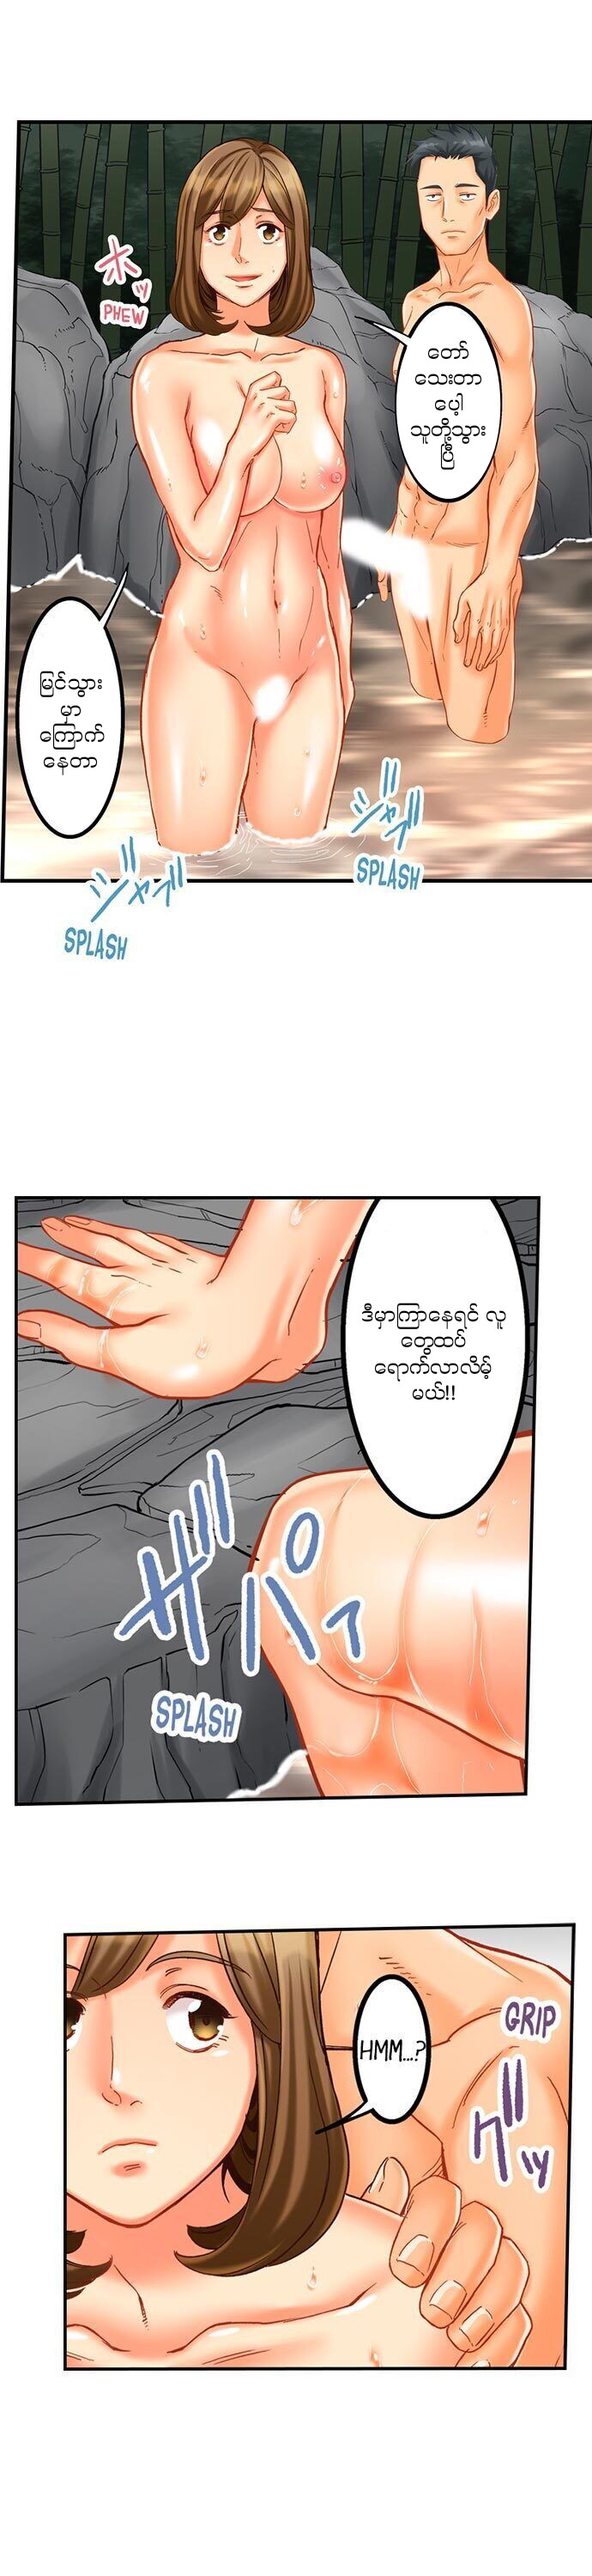 ホッ
PHEW
တော်
သေးတာ
ပေါ့
သူတို့သွား
ပြီ
မြင်သွား
မှာ
ကြောက်
နေတာ
ジャブ
SPLASH
ジャブ
SPLASH
ဒီမှာကြာနေရင် လူ
တွေထပ်
ရောက်လာလိမ့်
မယ်!!
ザバァ
SPLASH
HMM...?
GRIP
グッ